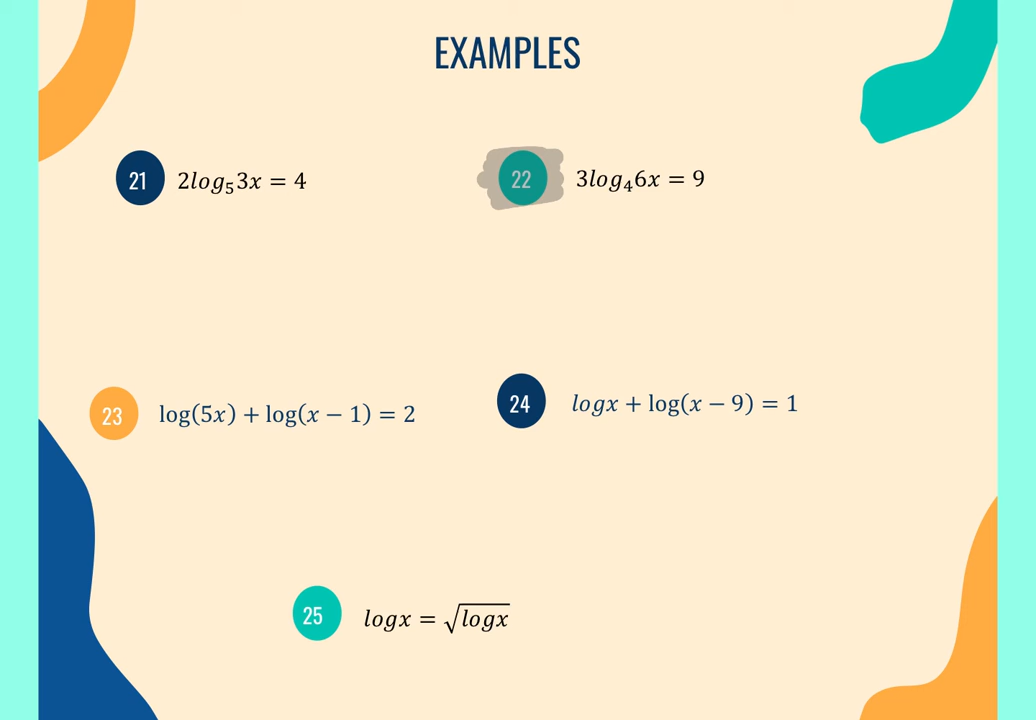 EXAMPLES
21 2log₅3x = 4
22 3log₄6x = 9
23 log(5x) + log(x − 1) = 2
24 logx + log(x − 9) = 1
25 logx = √logx